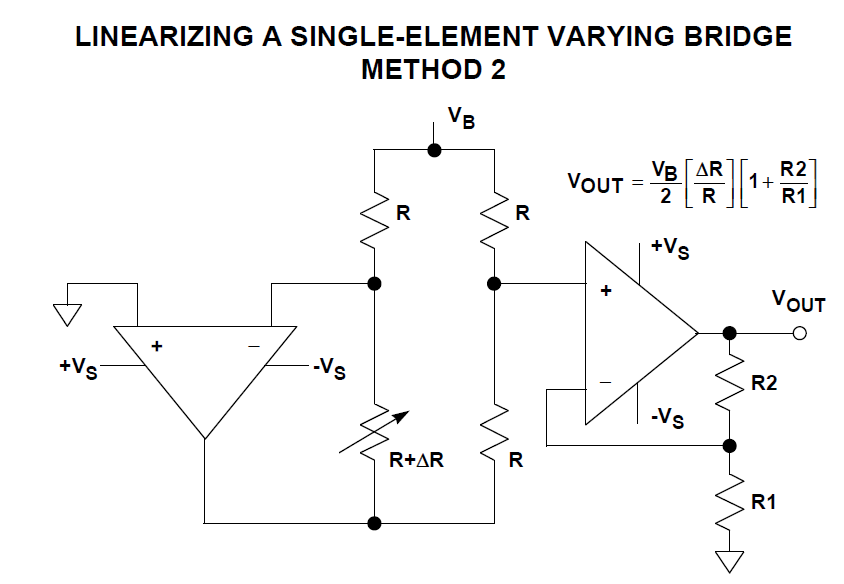 LINEARIZING A SINGLE-ELEMENT VARYING BRIDGE
METHOD 2
VB
VOUT = VB/2 [ΔR/R] [1 + R2/R1]
R
R
+VS
+
VOUT
+
−
+VS
-VS
−
R2
-VS
R+ΔR
R
R1